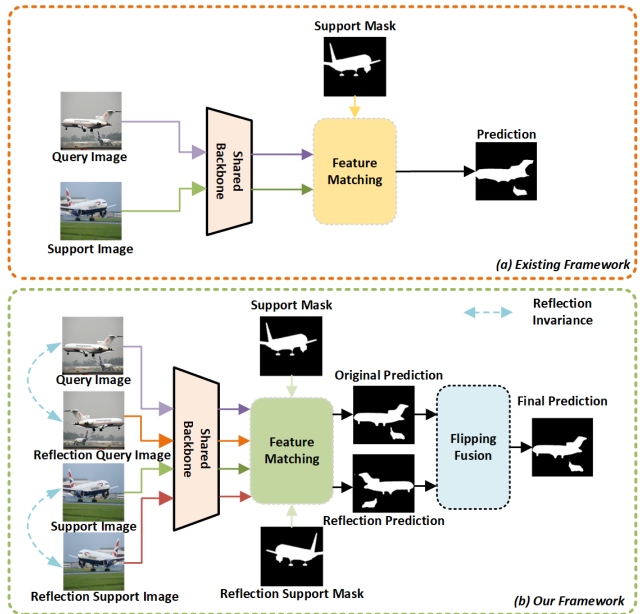 Support Mask
Query Image
Shared
Backbone
Feature
Matching
Prediction
Support Image
(a) Existing Framework
Support Mask
Reflection
Invariance
Query Image
Original Prediction
Final Prediction
Reflection Query Image
Shared
Backbone
Feature
Matching
Flipping
Fusion
Support Image
Reflection Prediction
Reflection Support Image
Reflection Support Mask
(b) Our Framework